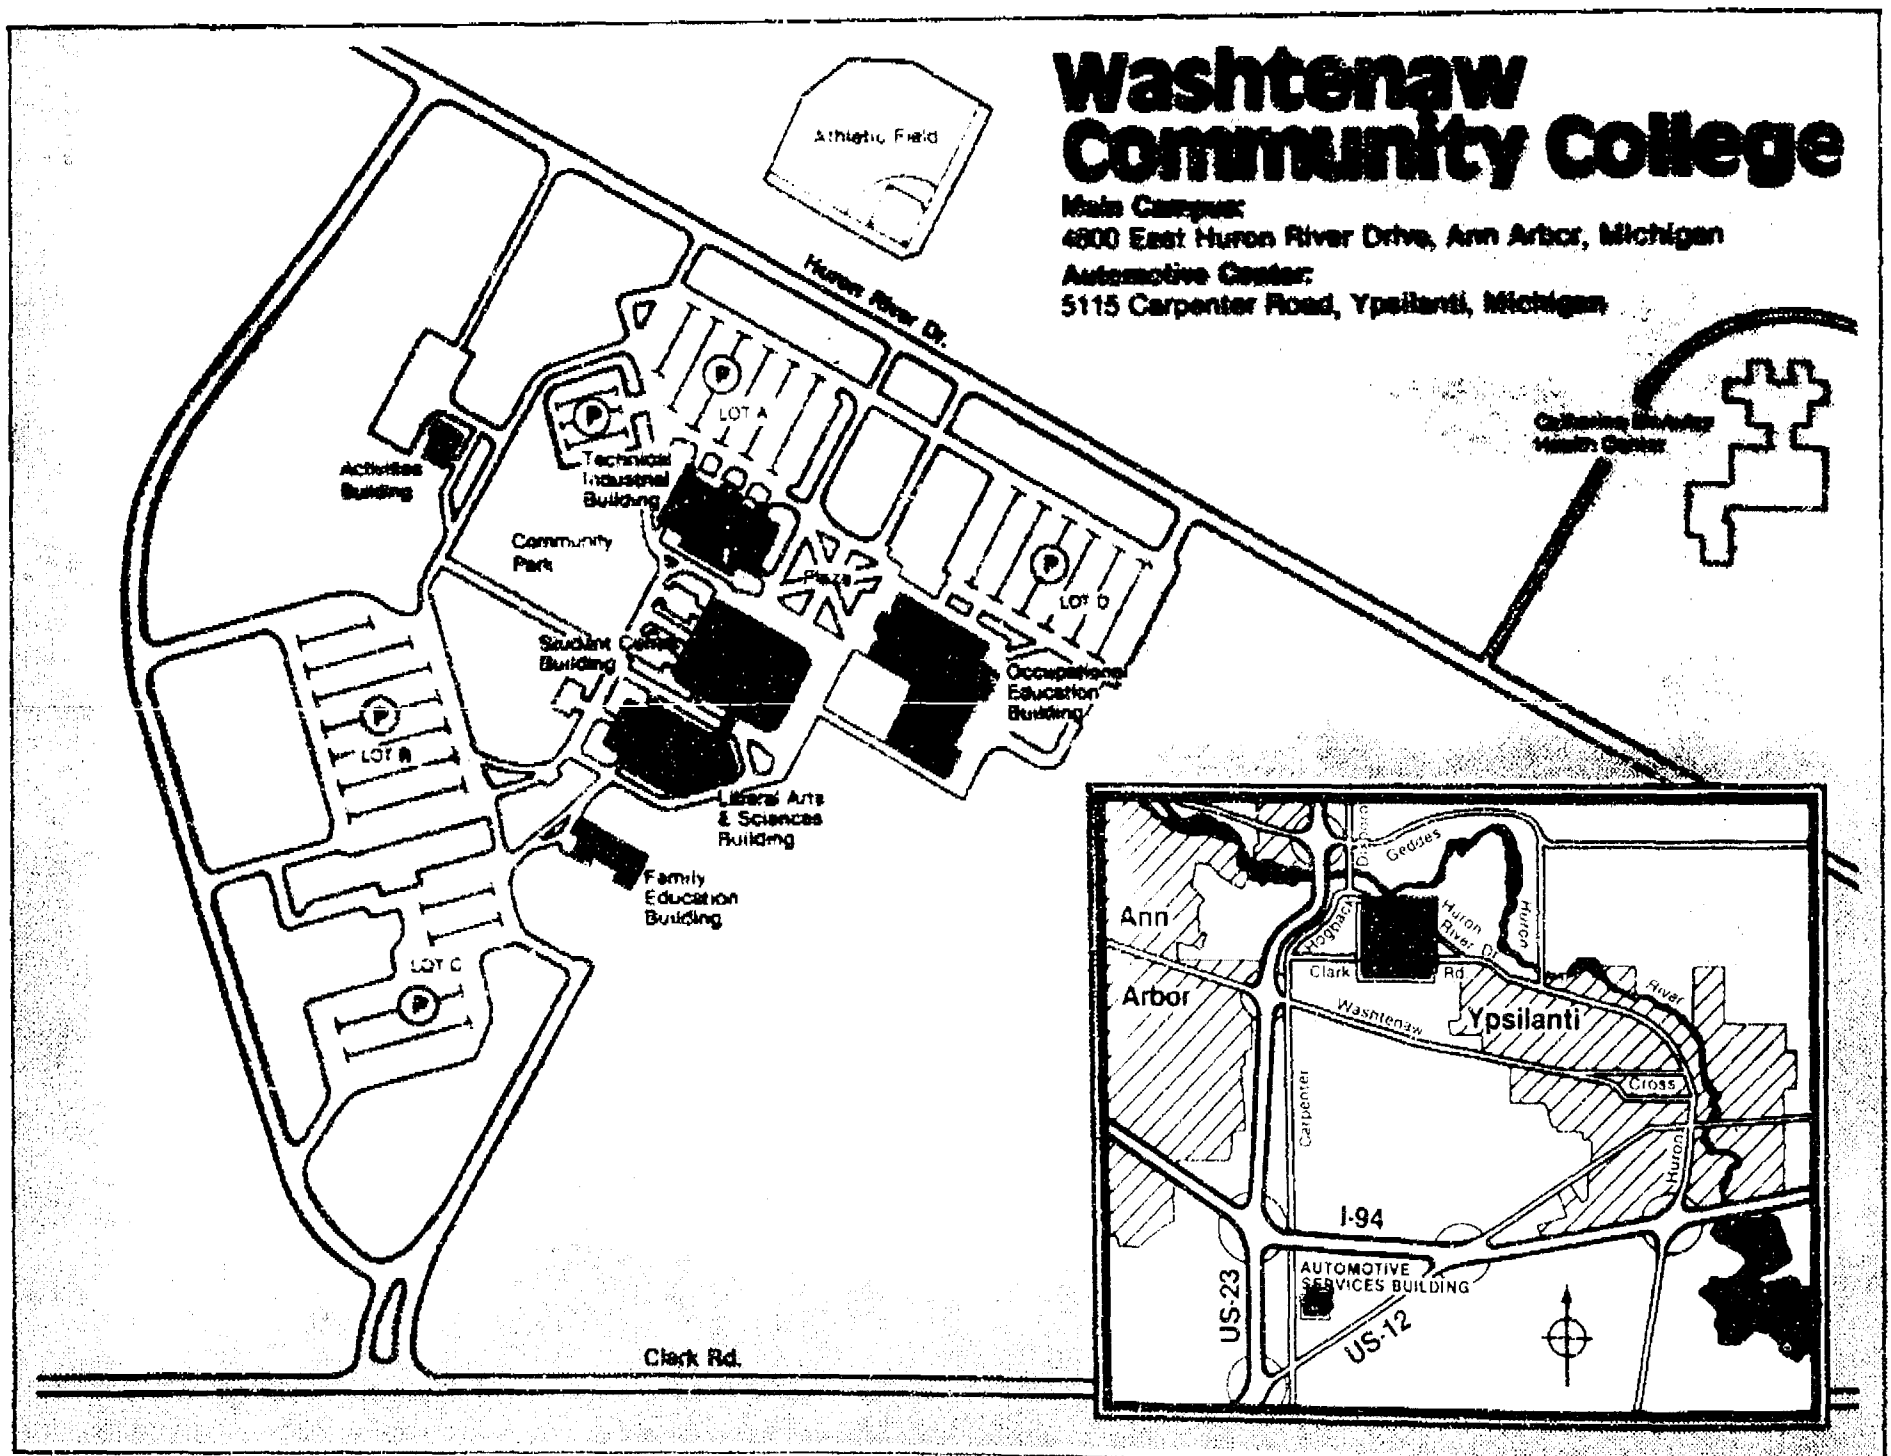 Washtenaw
Community College
Main Campus:
4800 East Huron River Drive, Ann Arbor, Michigan
Automotive Center:
5115 Carpenter Road, Ypsilanti, Michigan
Athletic Field
Huron River Dr.
Health Center
P
LOT A
P
Activities
Building
Technical
Industrial
Building
Community
Park
Plaza
P
LOT D
Student Center
Building
Occupational
Education
Building
P
LOT B
Liberal Arts
& Sciences
Building
Family
Education
Building
LOT C
P
Clark Rd.
Geddes
Ann
Arbor
Hogback
Huron
River Dr.
Huron
Clark
Rd.
River
Washtenaw
Ypsilanti
Cross
Carpenter
Huron
I-94
AUTOMOTIVE
SERVICES BUILDING
US-23
US-12